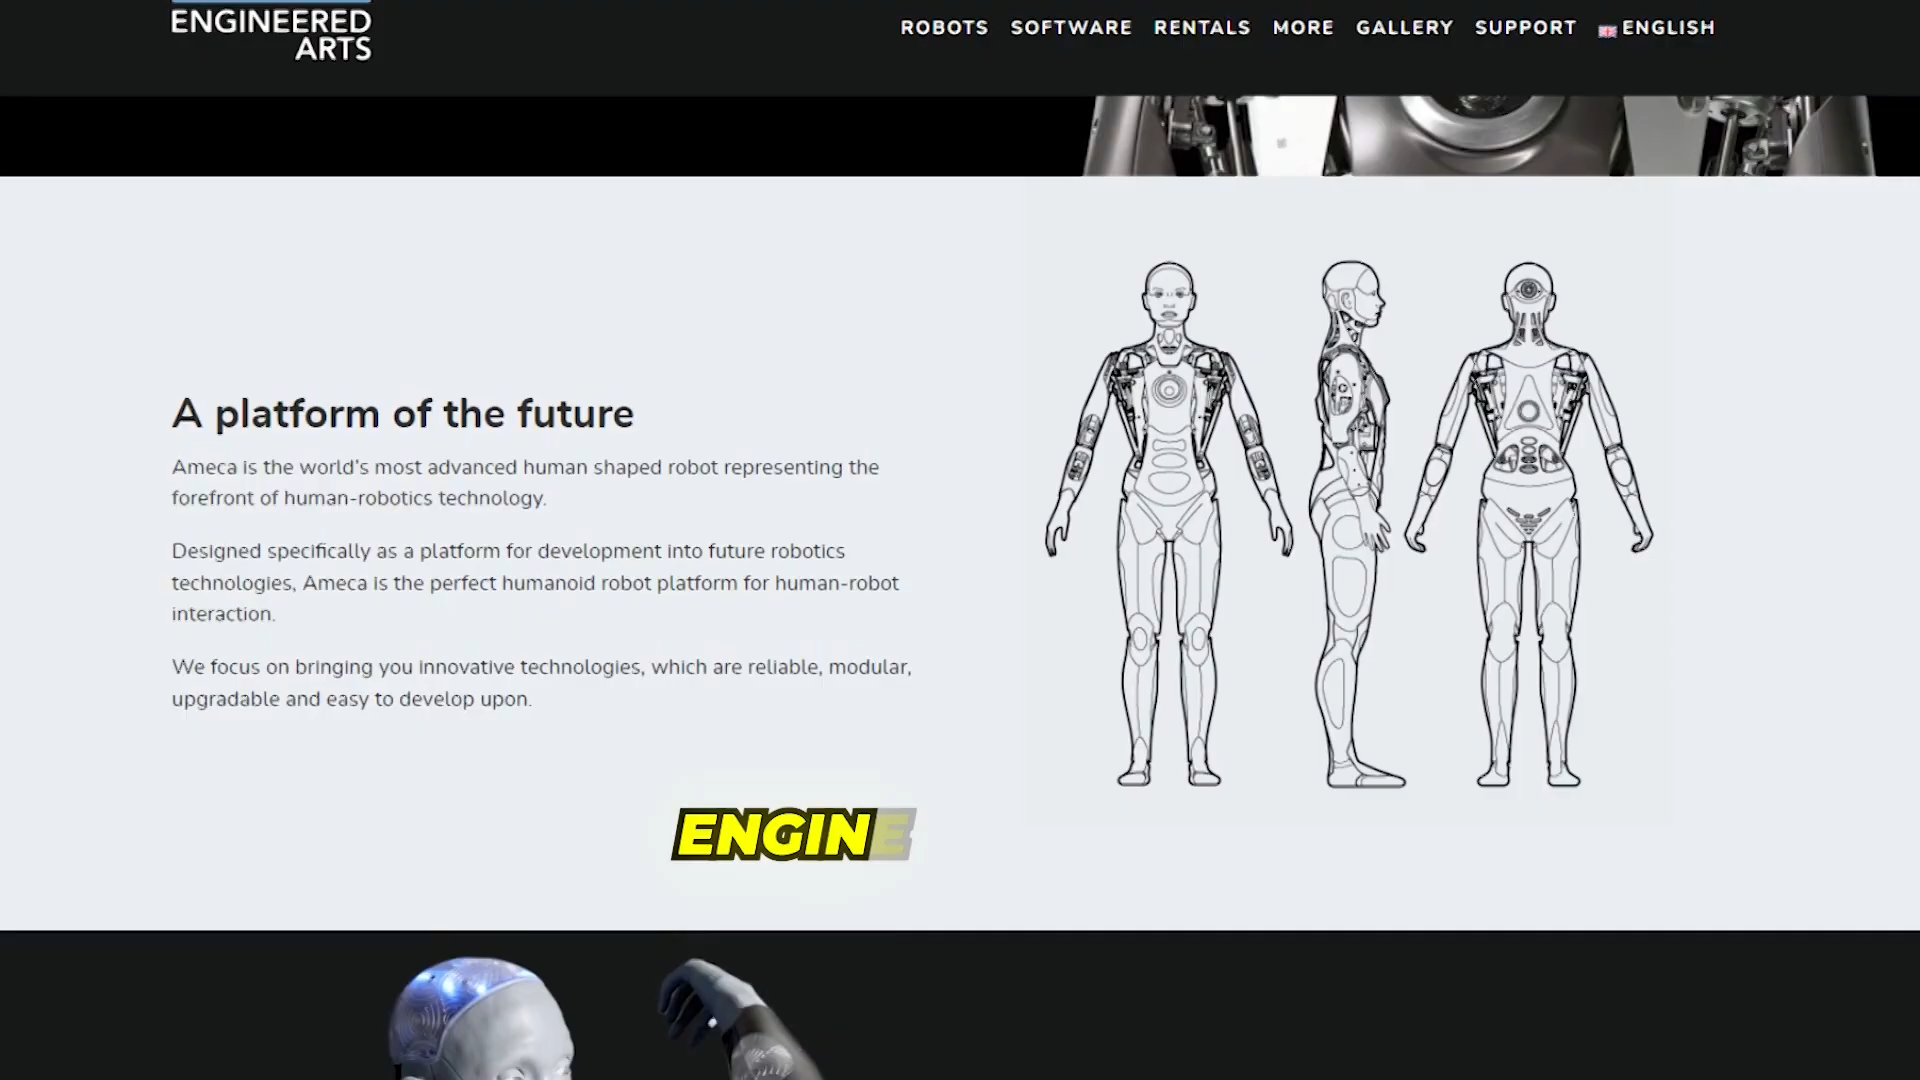 ENGINEERED
ARTS
ROBOTS SOFTWARE RENTALS MORE GALLERY SUPPORT ENGLISH
A platform of the future
Ameca is the world's most advanced human shaped robot representing the
forefront of human-robotics technology.
Designed specifically as a platform for development into future robotics
technologies, Ameca is the perfect humanoid robot platform for human-robot
interaction.
We focus on bringing you innovative technologies, which are reliable, modular,
upgradable and easy to develop upon.
ENGINE